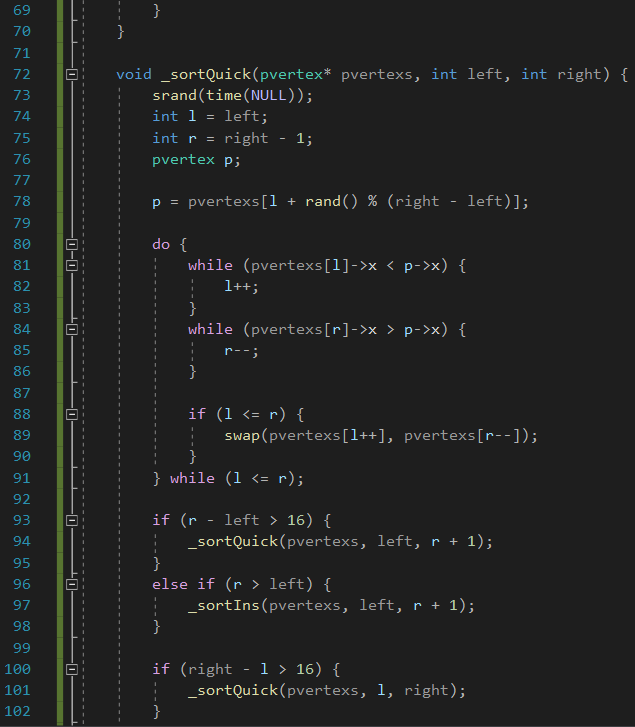 69 }
70 }
71
72 void _sortQuick(pvertex* pvertexs, int left, int right) {
73 srand(time(NULL));
74 int l = left;
75 int r = right - 1;
76 pvertex p;
77
78 p = pvertexs[l + rand() % (right - left)];
79
80 do {
81 while (pvertexs[l]->x < p->x) {
82 l++;
83 }
84 while (pvertexs[r]->x > p->x) {
85 r--;
86 }
87
88 if (l <= r) {
89 swap(pvertexs[l++], pvertexs[r--]);
90 }
91 } while (l <= r);
92
93 if (r - left > 16) {
94 _sortQuick(pvertexs, left, r + 1);
95 }
96 else if (r > left) {
97 _sortIns(pvertexs, left, r + 1);
98 }
99
100 if (right - l > 16) {
101 _sortQuick(pvertexs, l, right);
102 }